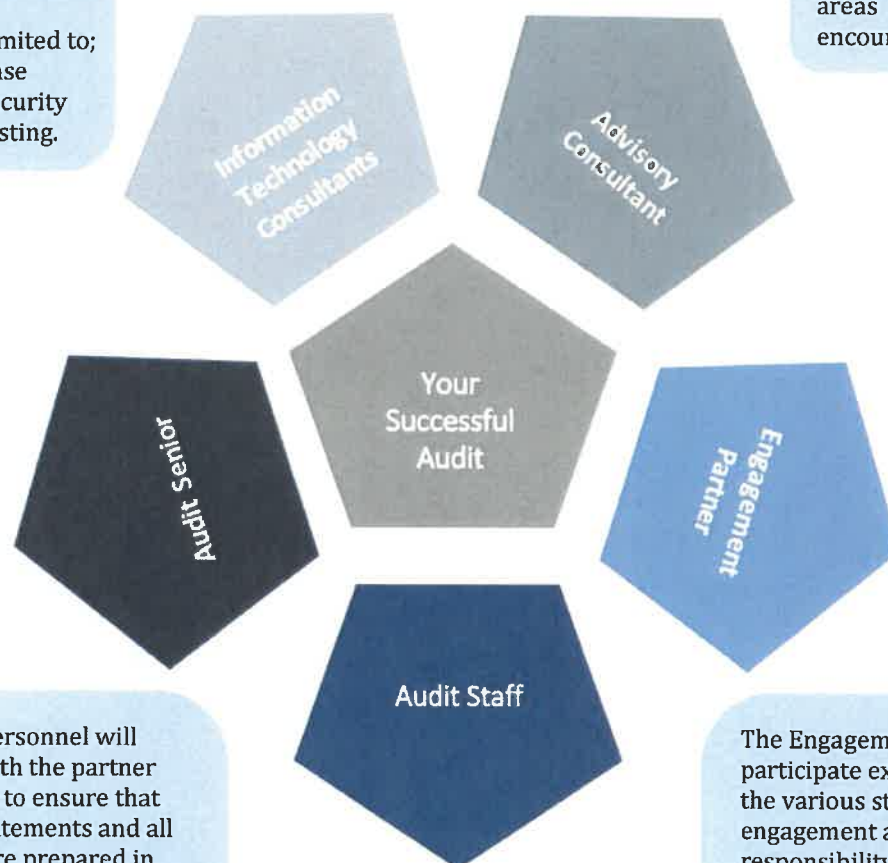 mited to;
curity
sting.
areas
encour
Information
Technology
Consultants
Advisory
Consultant
Your
Successful
Audit
Audit Senior
Engagement
Partner
Audit Staff
ersonnel will
th the partner
to ensure that
tements and all
re prepared in
The Engagem
participate ex
the various st
engagement a
responsibility